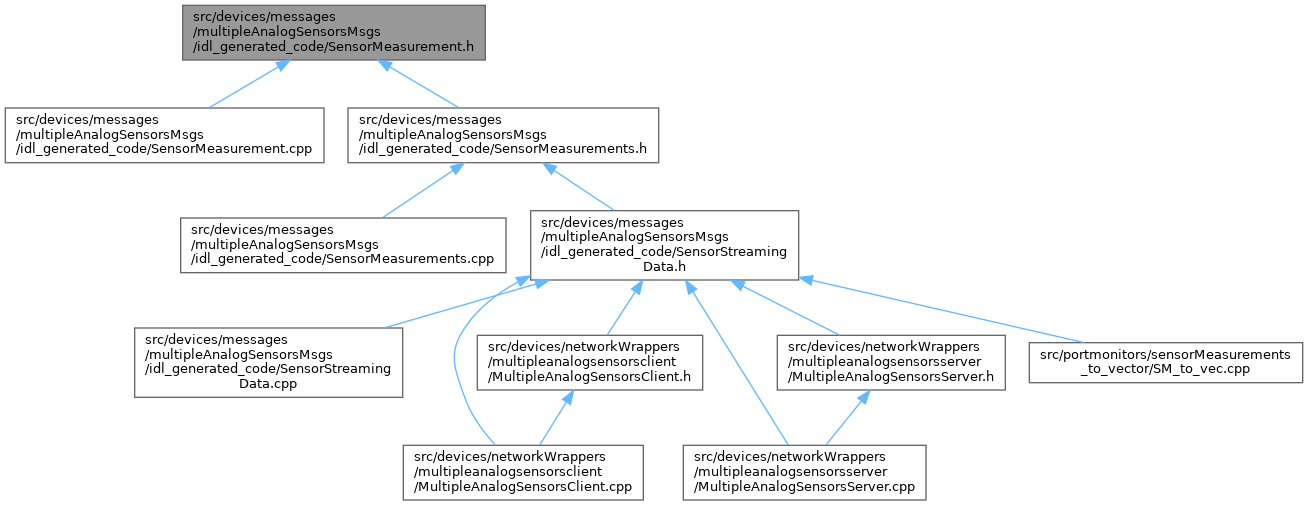 src/devices/messages
/multipleAnalogSensorsMsgs
/idl_generated_code/SensorMeasurement.h
src/devices/messages
/multipleAnalogSensorsMsgs
/idl_generated_code/SensorMeasurement.cpp
src/devices/messages
/multipleAnalogSensorsMsgs
/idl_generated_code/SensorMeasurements.h
src/devices/messages
/multipleAnalogSensorsMsgs
/idl_generated_code/SensorMeasurements.cpp
src/devices/messages
/multipleAnalogSensorsMsgs
/idl_generated_code/SensorStreaming
Data.h
src/devices/messages
/multipleAnalogSensorsMsgs
/idl_generated_code/SensorStreaming
Data.cpp
src/devices/networkWrappers
/multipleanalogsensorsclient
/MultipleAnalogSensorsClient.h
src/devices/networkWrappers
/multipleanalogsensorsserver
/MultipleAnalogSensorsServer.h
src/portmonitors/sensorMeasurements
_to_vector/SM_to_vec.cpp
src/devices/networkWrappers
/multipleanalogsensorsclient
/MultipleAnalogSensorsClient.cpp
src/devices/networkWrappers
/multipleanalogsensorsserver
/MultipleAnalogSensorsServer.cpp